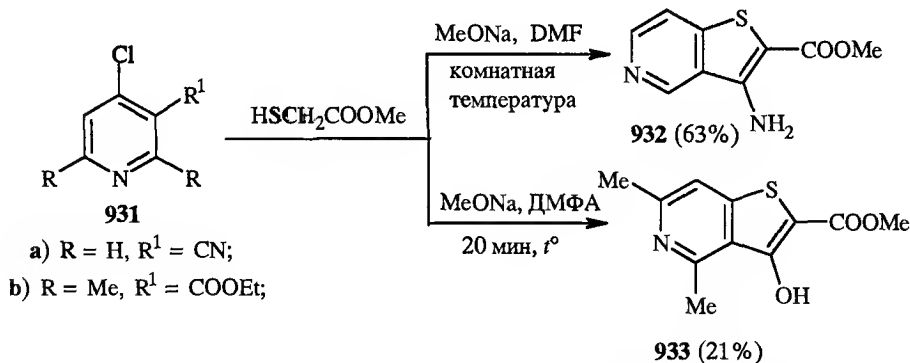 Cl
R¹
R
N
R
931
a) R = H, R¹ = CN;
b) R = Me, R¹ = COOEt;
HSCH₂COOMe
MeONa, DMF
комнатная
температура
S
COOMe
N
NH₂
932 (63%)
MeONa, ДМФА
20 мин, t°
Me
S
COOMe
N
OH
Me
933 (21%)